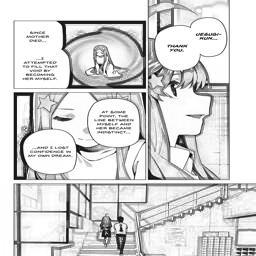 UESUGI-
KUN...
THANK
YOU.
SINCE
MOTHER
DIED...
...I
ATTEMPTED TO
FILL THAT
VOID BY
BECOMING
HER MYSELF.
AT SOME
POINT, THE
LINE BETWEEN
MYSELF AND
HER BECAME
INDISTINCT...
...AND I LOST
CONFIDENCE IN
MY OWN DREAM.